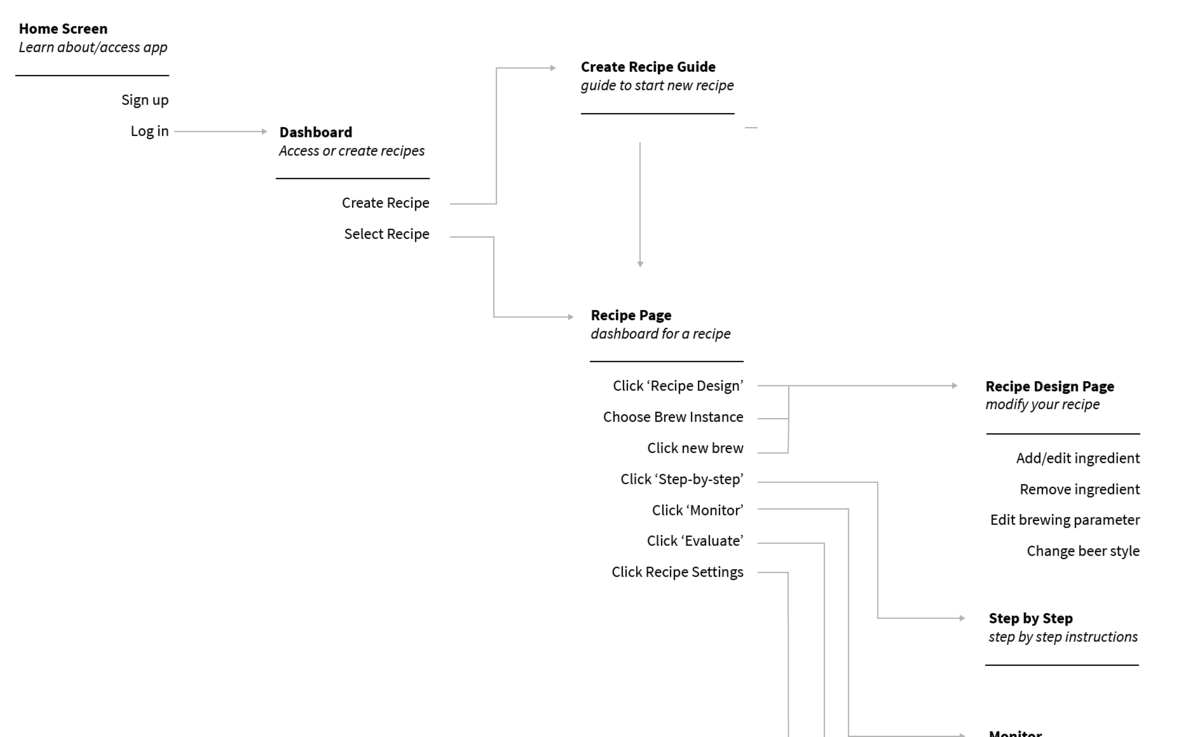 Home Screen
Learn about/access app
Sign up
Log in
Dashboard
Access or create recipes
Create Recipe
Select Recipe
Create Recipe Guide
guide to start new recipe
Recipe Page
dashboard for a recipe
Click ‘Recipe Design’
Choose Brew Instance
Click new brew
Click ‘Step-by-step’
Click ‘Monitor’
Click ‘Evaluate’
Click Recipe Settings
Recipe Design Page
modify your recipe
Add/edit ingredient
Remove ingredient
Edit brewing parameter
Change beer style
Step by Step
step by step instructions
Monitor